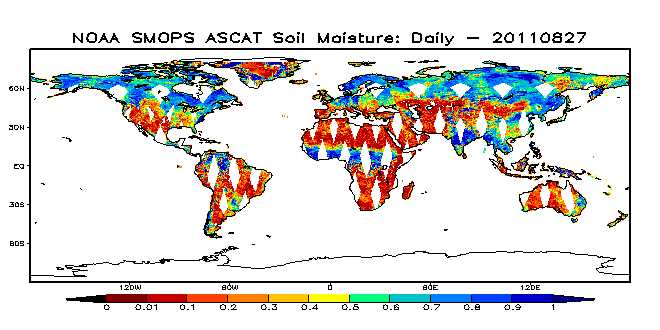 NOAA SMOPS ASCAT Soil Moisture: Daily - 20110827
60N
30N
EQ
30S
60S
120W 60W 0 60E 120E
0 0.01 0.1 0.2 0.3 0.4 0.5 0.6 0.7 0.8 0.9 1